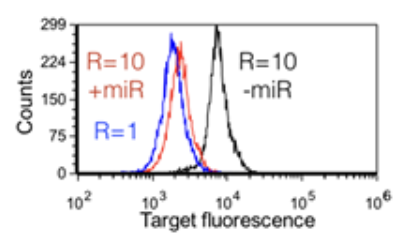 299
224
150
75
0
Counts
R=10
+miR
R=1
R=10
-miR
10² 10³ 10⁴ 10⁵ 10⁶
Target fluorescence